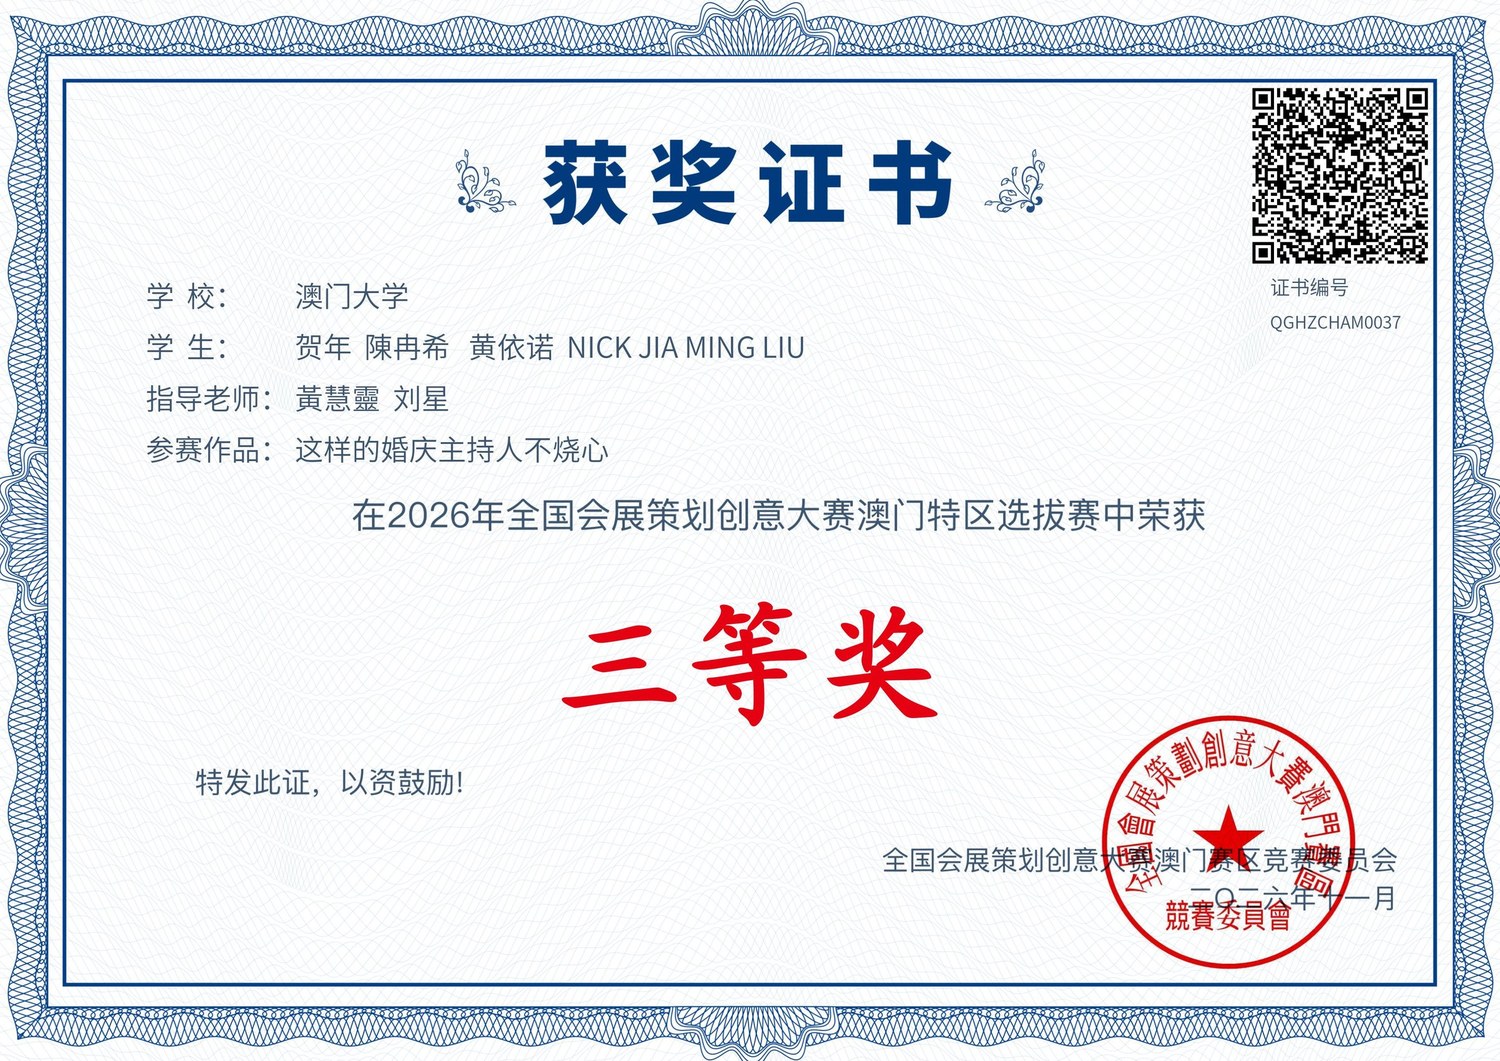 获奖证书
证书编号
QGHZCHAM0037
学 校： 澳门大学
学 生： 贺年 陳冉希 黄依诺 NICK JIA MING LIU
指导老师： 黃慧靈 刘星
参赛作品： 这样的婚庆主持人不烧心
在2026年全国会展策划创意大赛澳门特区选拔赛中荣获
三等奖
特发此证，以资鼓励!
全国会展策划创意大赛澳门赛区竞赛委员会
二〇二六年十一月
全國會展策劃創意大賽澳門賽區
競賽委員會